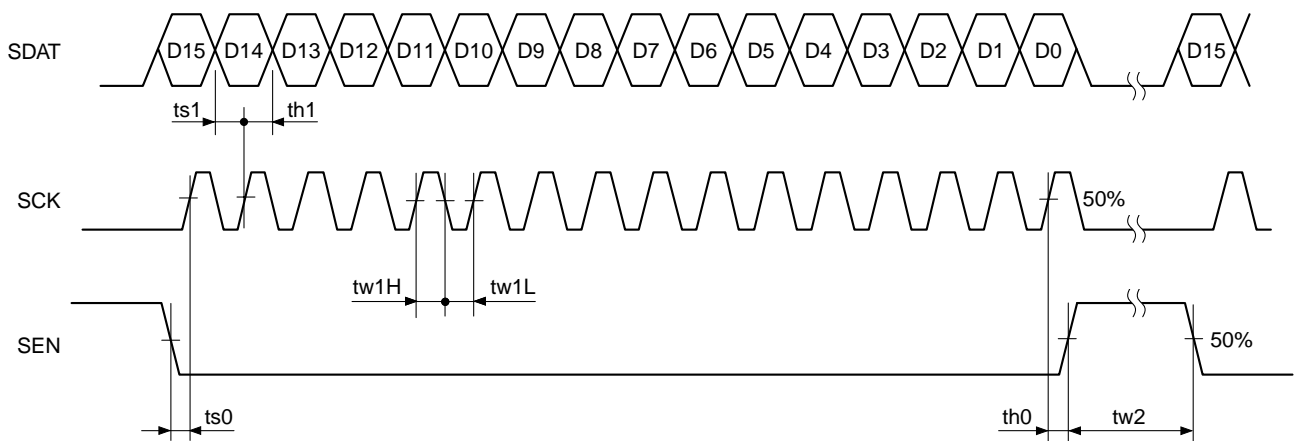 SDAT D15 D14 D13 D12 D11 D10 D9 D8 D7 D6 D5 D4 D3 D2 D1 D0 D15
ts1 th1
SCK 50%
tw1H tw1L
SEN 50%
ts0 th0 tw2